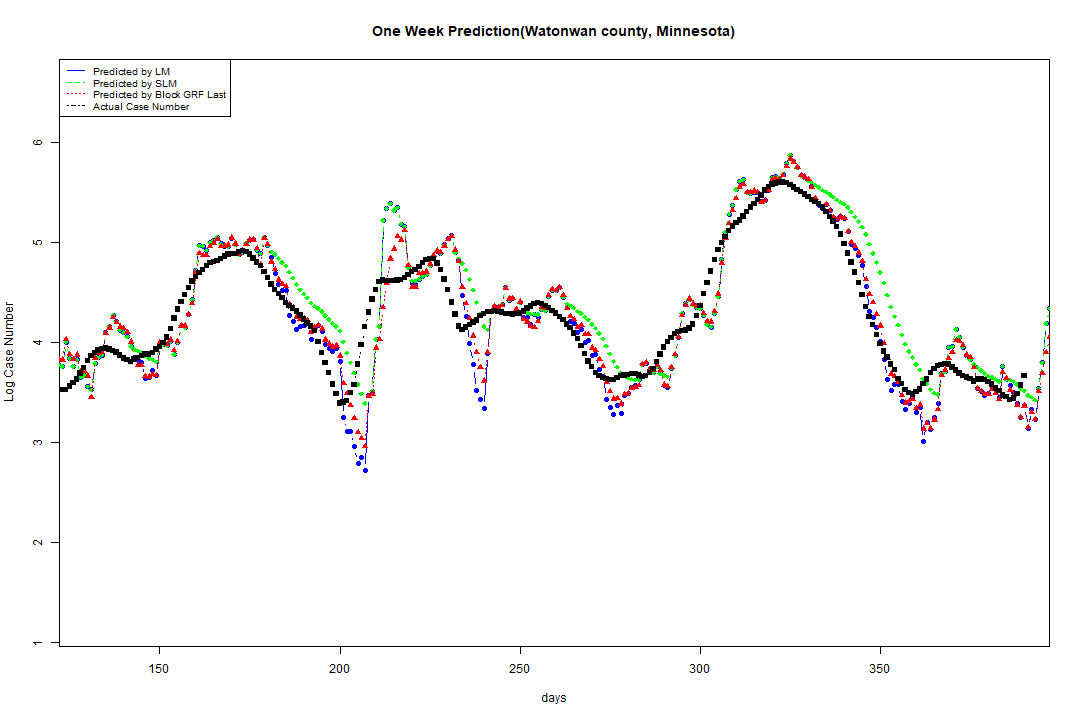 One Week Prediction(Watonwan county, Minnesota)
Predicted by LM
Predicted by SLM
Predicted by Block GRF Last
Actual Case Number
6
5
4
3
2
1
Log Case Number
150
200
250
300
350
days